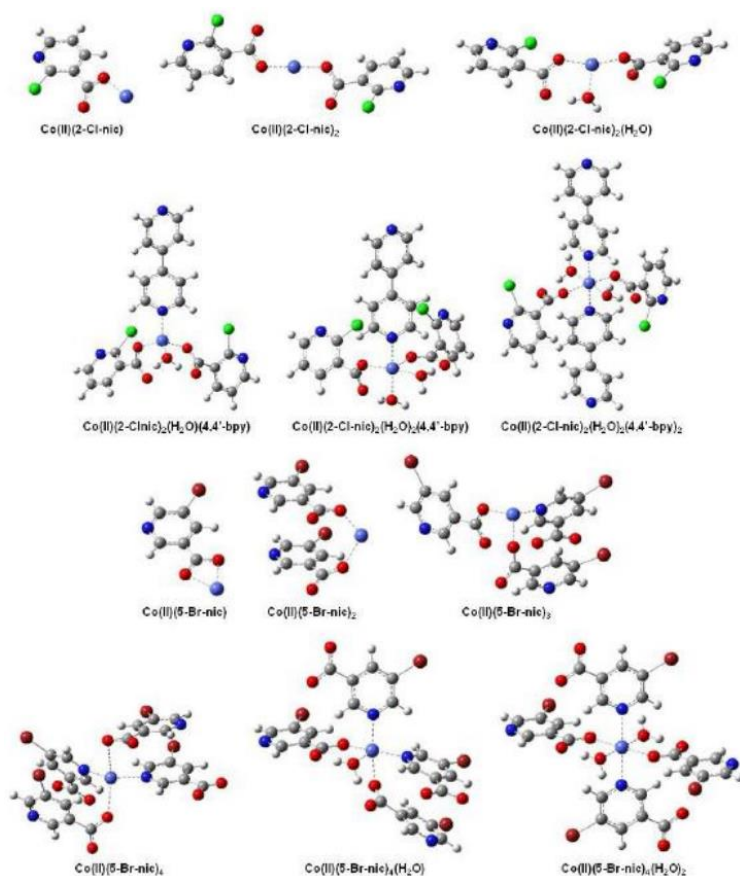 Co(II)(2-Cl-nic)
Co(II)(2-Cl-nic)₂
Co(II)(2-Cl-nic)₂(H₂O)
Co(II)(2-Clnic)₂(H₂O)(4,4'-bpy)
Co(II)(2-Cl-nic)₂(H₂O)₂(4,4'-bpy)
Co(II)(2-Cl-nic)₂(H₂O)₂(4,4'-bpy)₂
Co(II)(5-Br-nic)
Co(II)(5-Br-nic)₂
Co(II)(5-Br-nic)₃
Co(II)(5-Br-nic)₄
Co(II)(5-Br-nic)₄(H₂O)
Co(II)(5-Br-nic)₄(H₂O)₂